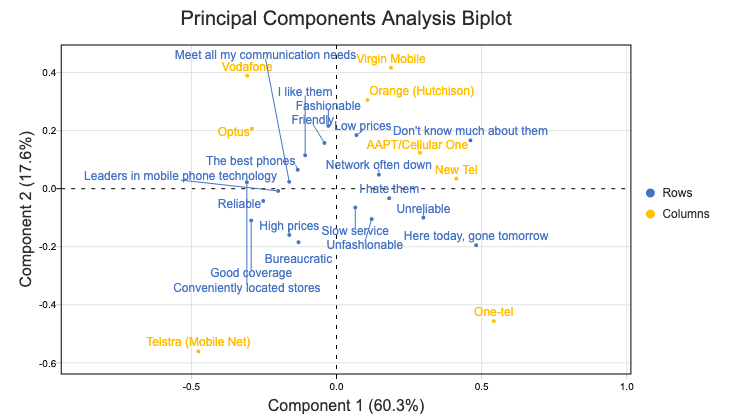 Principal Components Analysis Biplot
Meet all my communication needs
Virgin Mobile
Vodafone
I like them
Orange (Hutchison)
Fashionable
Friendly
Low prices
Optus
Don't know much about them
AAPT/Cellular One
The best phones
Network often down
New Tel
Leaders in mobile phone technology
I hate them
Reliable
Unreliable
High prices
Slow service
Here today, gone tomorrow
Unfashionable
Bureaucratic
Good coverage
Conveniently located stores
One-tel
Telstra (Mobile Net)
0.4
0.2
0.0
-0.2
-0.4
-0.6
Component 2 (17.6%)
-0.5
0.0
0.5
1.0
Component 1 (60.3%)
Rows
Columns